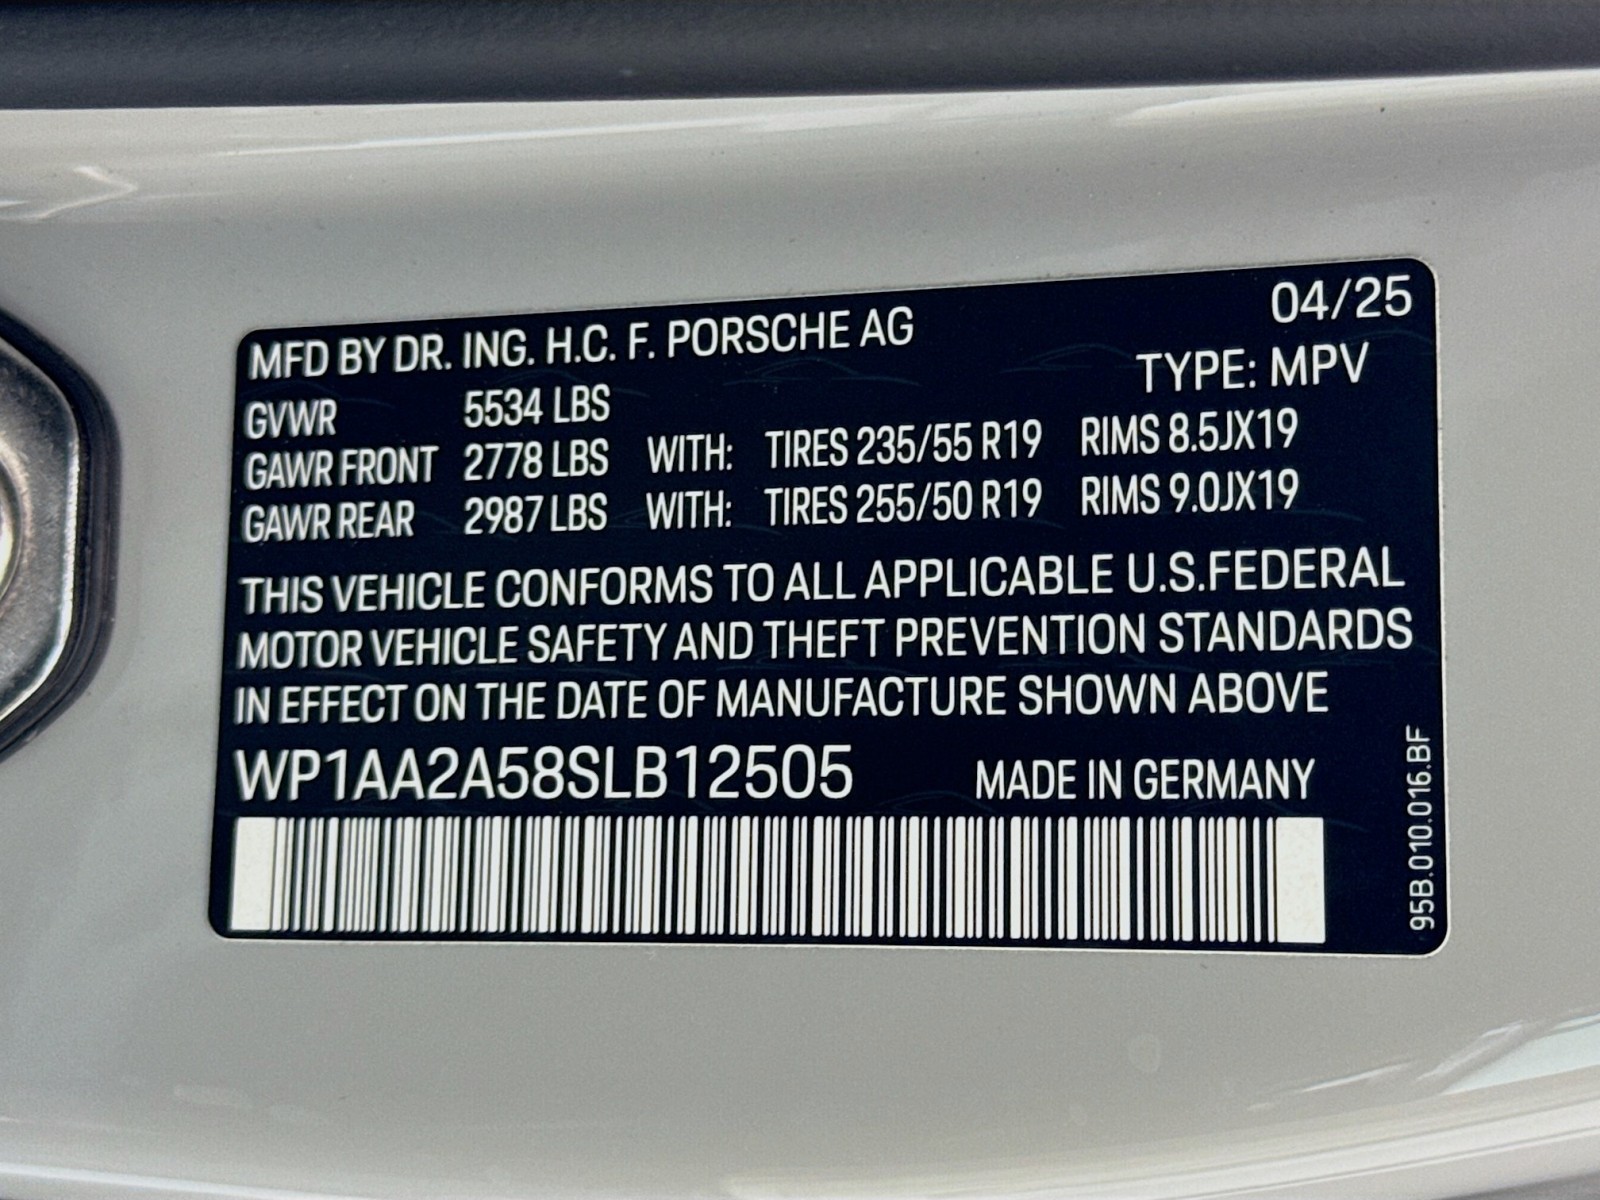 MFD BY DR. ING. H.C. F. PORSCHE AG 04/25
TYPE: MPV
GVWR 5534 LBS
GAWR FRONT 2778 LBS WITH: TIRES 235/55 R19 RIMS 8.5JX19
GAWR REAR 2987 LBS WITH: TIRES 255/50 R19 RIMS 9.0JX19
THIS VEHICLE CONFORMS TO ALL APPLICABLE U.S.FEDERAL
MOTOR VEHICLE SAFETY AND THEFT PREVENTION STANDARDS
IN EFFECT ON THE DATE OF MANUFACTURE SHOWN ABOVE
WP1AA2A58SLB12505 MADE IN GERMANY
95B.010.016.BF